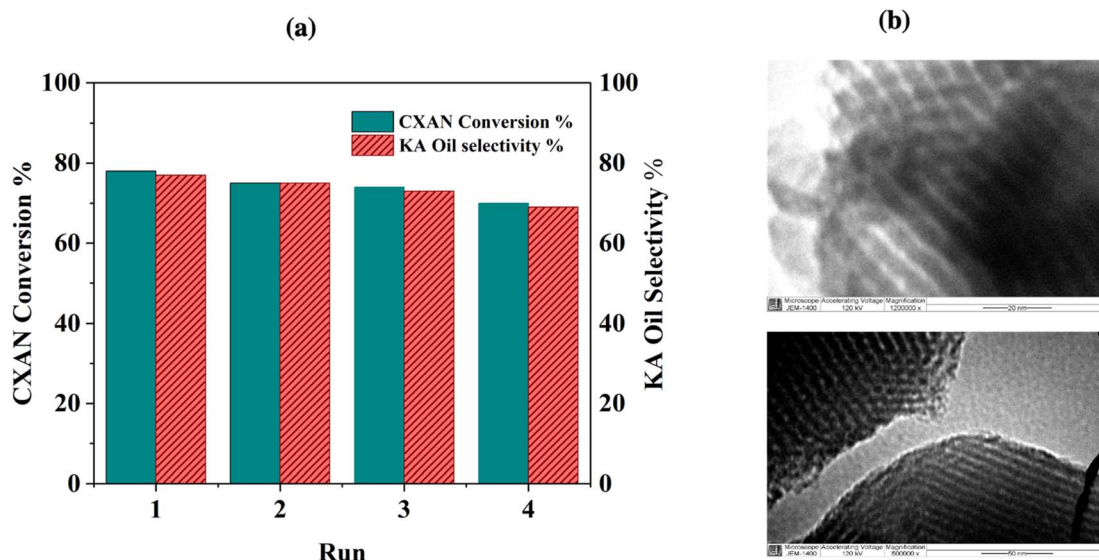 (a)
(b)
100
80
60
40
20
0
CXAN Conversion %
CXAN Conversion %
KA Oil selectivity %
100
80
60
40
20
0
KA Oil Selectivity %
1 2 3 4
Run
Microscope Accelerating Voltage Magnification
JEM-1400 120 kV 1200000 x 20 nm
Microscope Accelerating Voltage Magnification
JEM-1400 120 kV 500000 x 50 nm